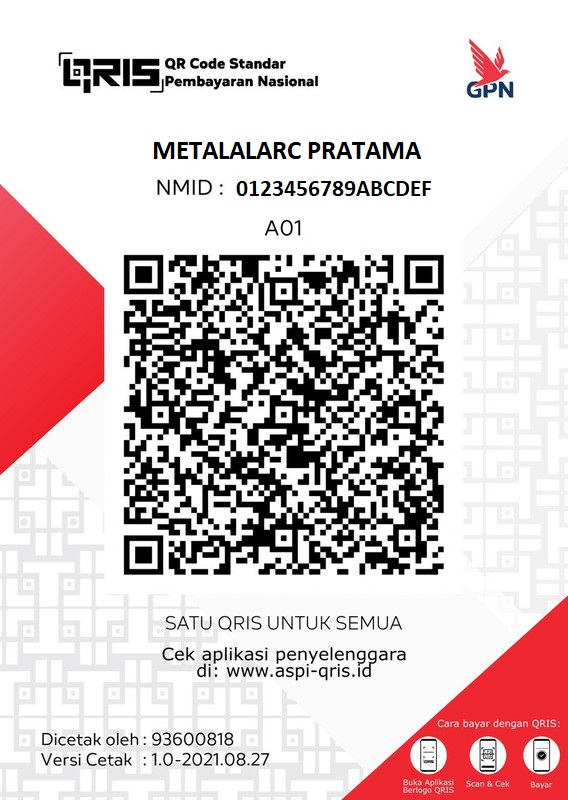 QRIS QR Code Standar
Pembayaran Nasional
GPN
METALALARC PRATAMA
NMID : 0123456789ABCDEF
A01
SATU QRIS UNTUK SEMUA
Cek aplikasi penyelenggara
di: www.aspi-qris.id
Dicetak oleh : 93600818
Versi Cetak : 1.0-2021.08.27
Cara bayar dengan QRIS:
Buka Aplikasi
Berlogo QRIS
Scan & Cek
Bayar